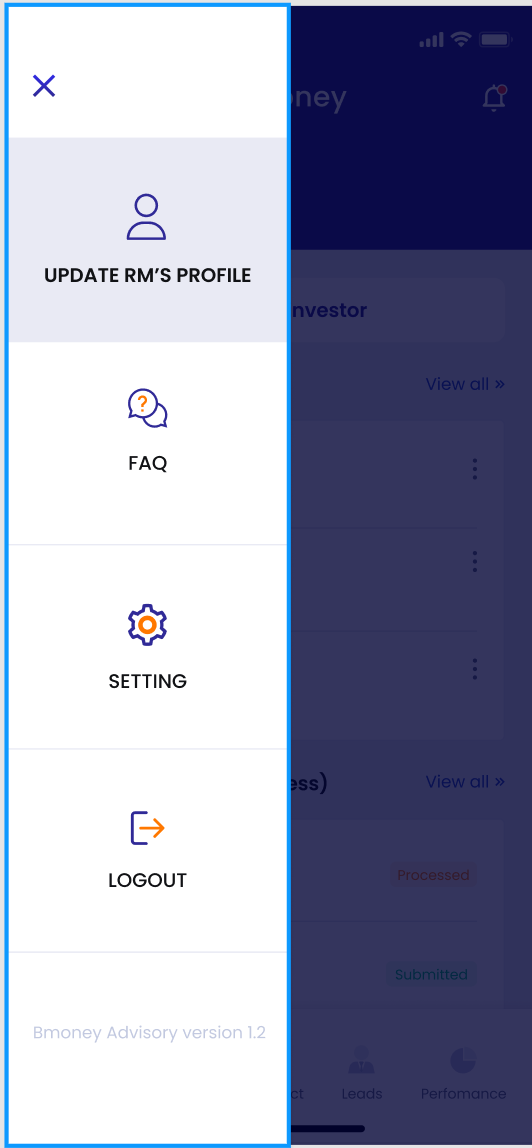 ney
UPDATE RM'S PROFILE
nvestor
View all »
?
FAQ
SETTING
ess)
View all »
LOGOUT
Processed
Submitted
Bmoney Advisory version 1.2
ct
Leads
Perfomance